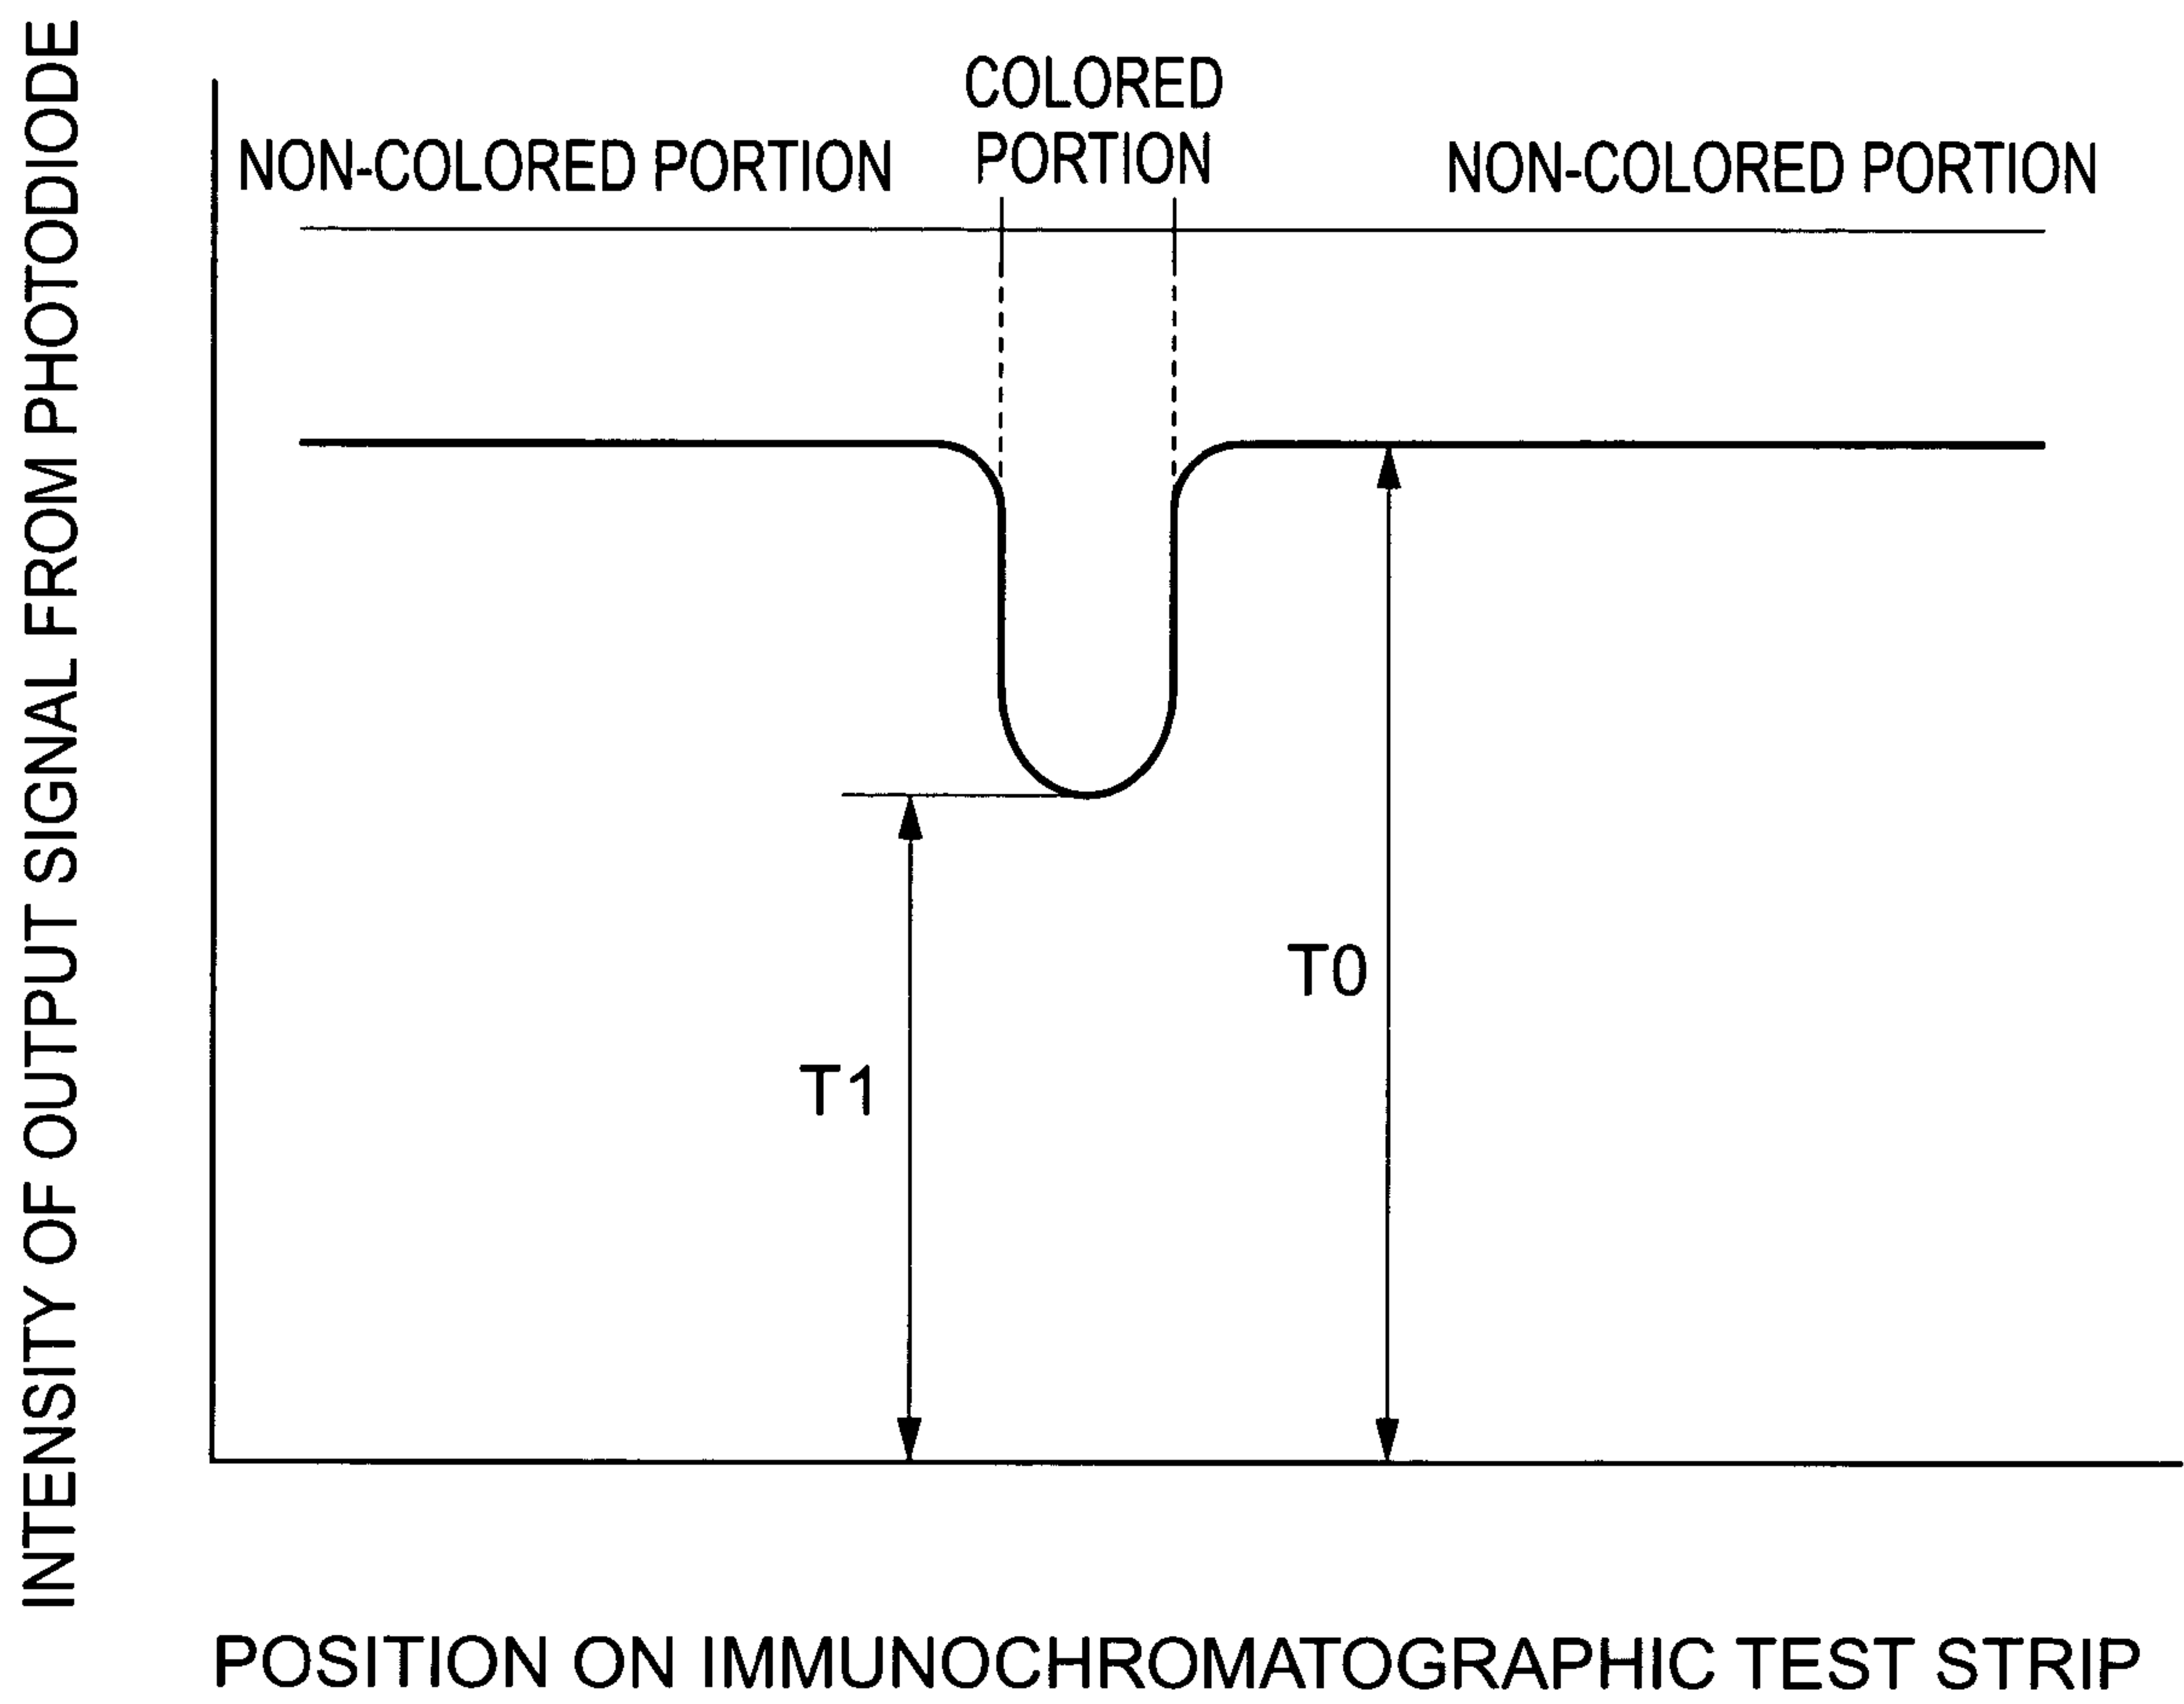 INTENSITY OF OUTPUT SIGNAL FROM PHOTODIODE
COLORED
PORTION
NON-COLORED PORTION
NON-COLORED PORTION
T0
T1
POSITION ON IMMUNOCHROMATOGRAPHIC TEST STRIP